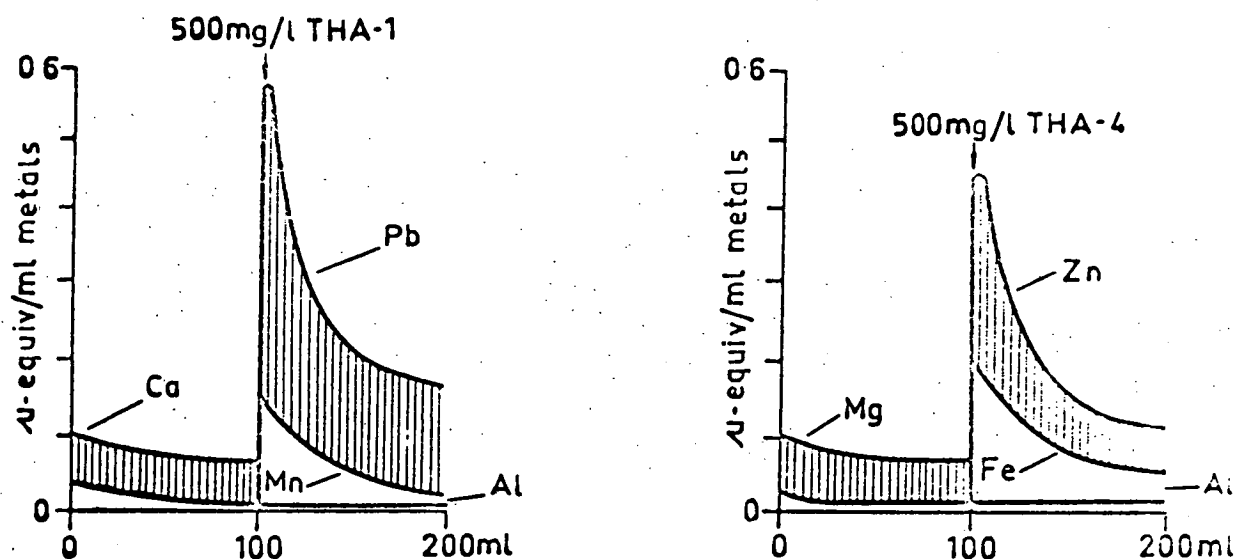 500mg/l THA-1
0.6
μ-equiv/ml metals
Pb
Ca
Mn
Al
0
0
100
200ml
0.6
500mg/l THA-4
μ-equiv/ml metals
Zn
Mg
Fe
Al
0
0
100
200ml